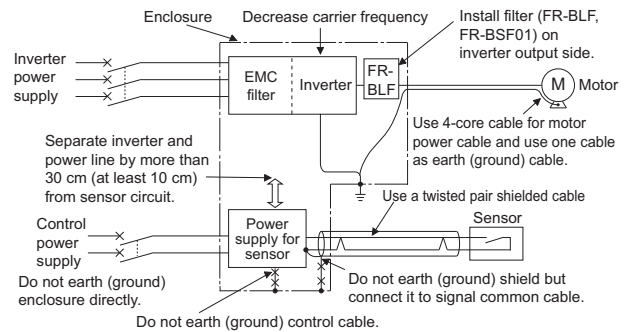 Enclosure
Decrease carrier frequency
Install filter (FR-BLF,
FR-BSF01) on
inverter output side.
Inverter
power
supply
EMC
filter
Inverter
FR-
BLF
M
Motor
Use 4-core cable for motor
power cable and use one cable
as earth (ground) cable.
Separate inverter and
power line by more than
30 cm (at least 10 cm)
from sensor circuit.
Use a twisted pair shielded cable
Control
power
supply
Power
supply for
sensor
Sensor
Do not earth (ground)
enclosure directly.
Do not earth (ground) shield but
connect it to signal common cable.
Do not earth (ground) control cable.